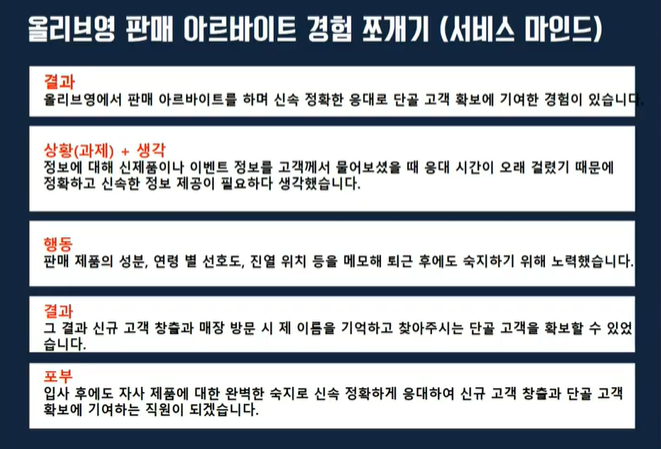 올리브영 판매 아르바이트 경험 쪼개기 (서비스 마인드)
결과
올리브영에서 판매 아르바이트를 하며 신속 정확한 응대로 단골 고객 확보에 기여한 경험이 있습니다.
상황(과제) + 생각
정보에 대해 신제품이나 이벤트 정보를 고객께서 물어보셨을 때 응대 시간이 오래 걸렸기 때문에
정확하고 신속한 정보 제공이 필요하다 생각했습니다.
행동
판매 제품의 성분, 연령 별 선호도, 진열 위치 등을 메모해 퇴근 후에도 숙지하기 위해 노력했습니다.
결과
그 결과 신규 고객 창출과 매장 방문 시 제 이름을 기억하고 찾아주시는 단골 고객을 확보할 수 있었
습니다.
포부
입사 후에도 자사 제품에 대한 완벽한 숙지로 신속 정확하게 응대하여 신규 고객 창출과 단골 고객
확보에 기여하는 직원이 되겠습니다.